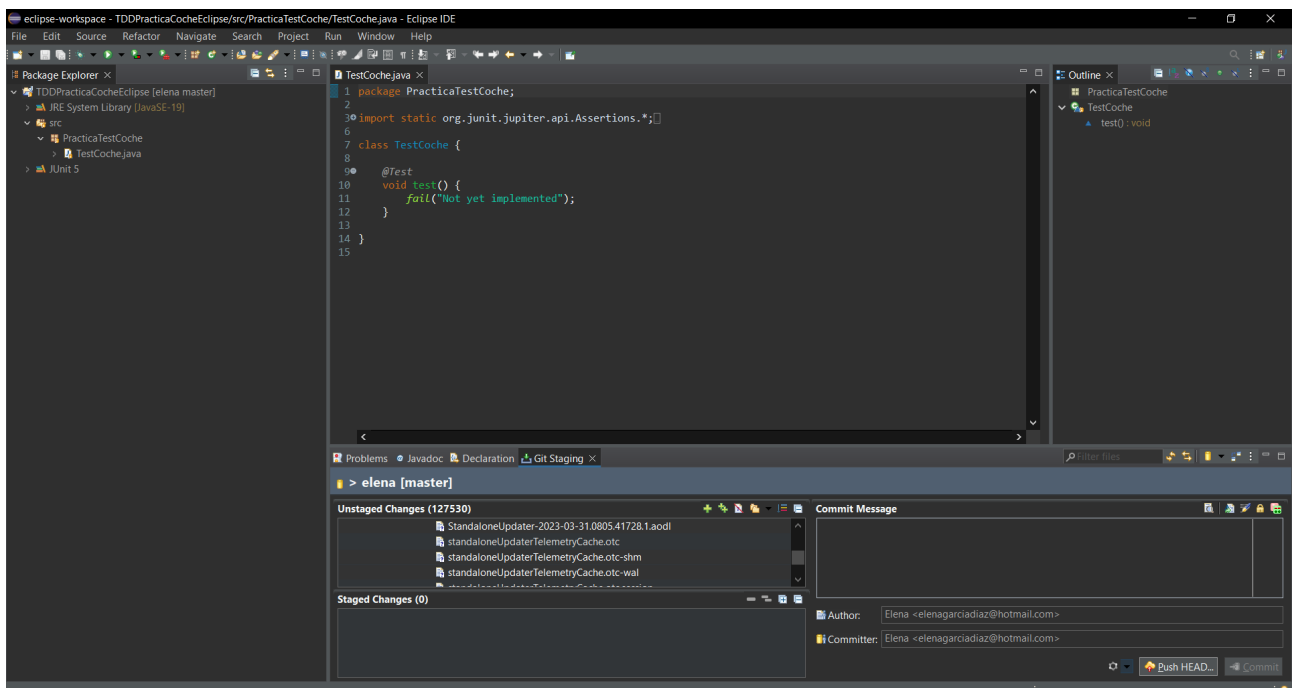 eclipse-workspace - TDDPracticaCocheEclipse/src/PracticaTestCoche/TestCoche.java - Eclipse IDE
File Edit Source Refactor Navigate Search Project Run Window Help
Package Explorer
TDDPracticaCocheEclipse [elena master]
JRE System Library [JavaSE-19]
src
PracticaTestCoche
TestCoche.java
JUnit 5
TestCoche.java
1 package PracticaTestCoche;
2
3 import static org.junit.jupiter.api.Assertions.*;
6
7 class TestCoche {
8
9 @Test
10 void test() {
11 fail("Not yet implemented");
12 }
13
14 }
15
Outline
PracticaTestCoche
TestCoche
test() : void
Problems Javadoc Declaration Git Staging
Filter files
> elena [master]
Unstaged Changes (127530)
StandaloneUpdater-2023-03-31.0805.41728.1.aodl
standaloneUpdaterTelemetryCache.otc
standaloneUpdaterTelemetryCache.otc-shm
standaloneUpdaterTelemetryCache.otc-wal
Staged Changes (0)
Commit Message
Author: Elena <elenagarciadiaz@hotmail.com>
Committer: Elena <elenagarciadiaz@hotmail.com>
Push HEAD... Commit